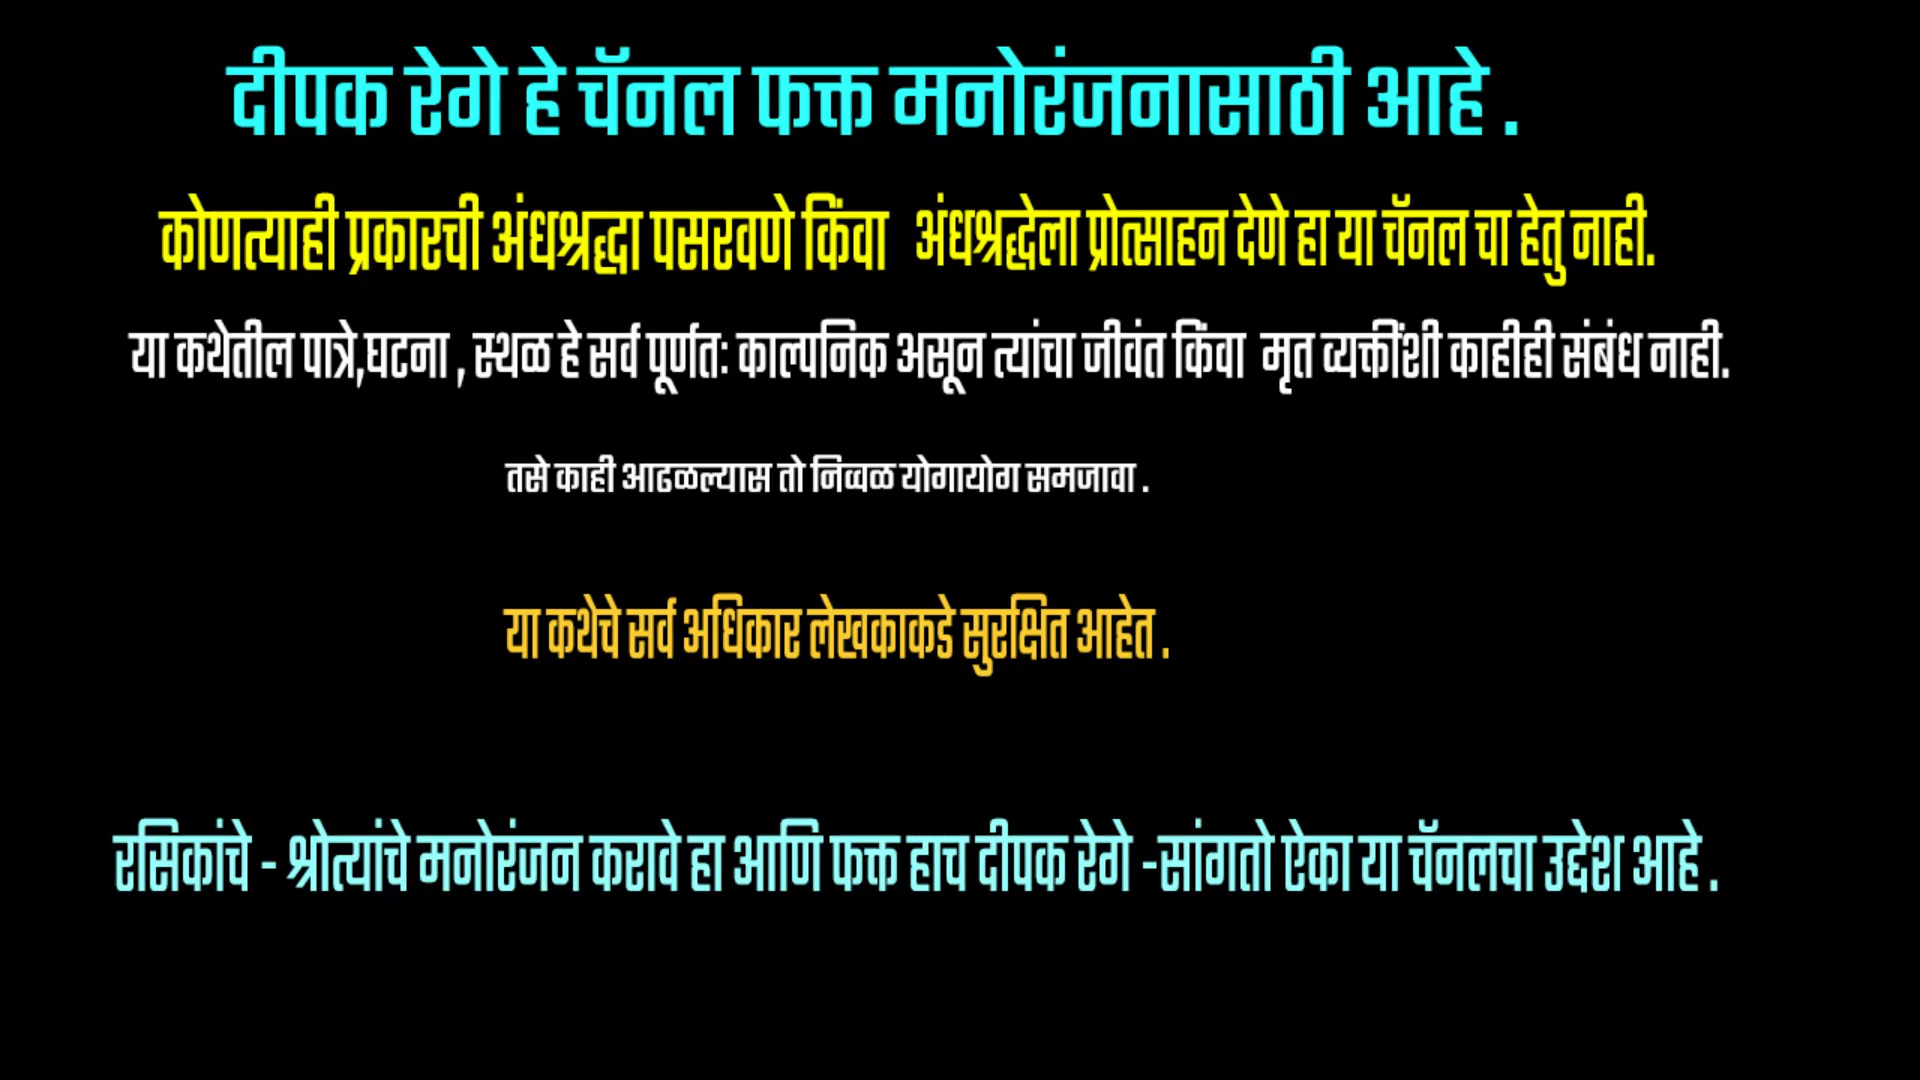 दीपक रेगे हे चॅनल फक्त मनोरंजनासाठी आहे .
कोणत्याही प्रकारची अंधश्रद्धा पसरवणे किंवा अंधश्रद्धेला प्रोत्साहन देणे हा या चॅनल चा हेतु नाही.
या कथेतील पात्रे,घटना , स्थळ हे सर्व पूर्णतः काल्पनिक असून त्यांचा जीवंत किंवा मृत व्यक्तींशी काहीही संबंध नाही.
तसे काही आढळल्यास तो निव्वळ योगायोग समजावा .
या कथेचे सर्व अधिकार लेखकाकडे सुरक्षित आहेत .
रसिकांचे - श्रोत्यांचे मनोरंजन करावे हा आणि फक्त हाच दीपक रेगे -सांगतो ऐका या चॅनलचा उद्देश आहे .